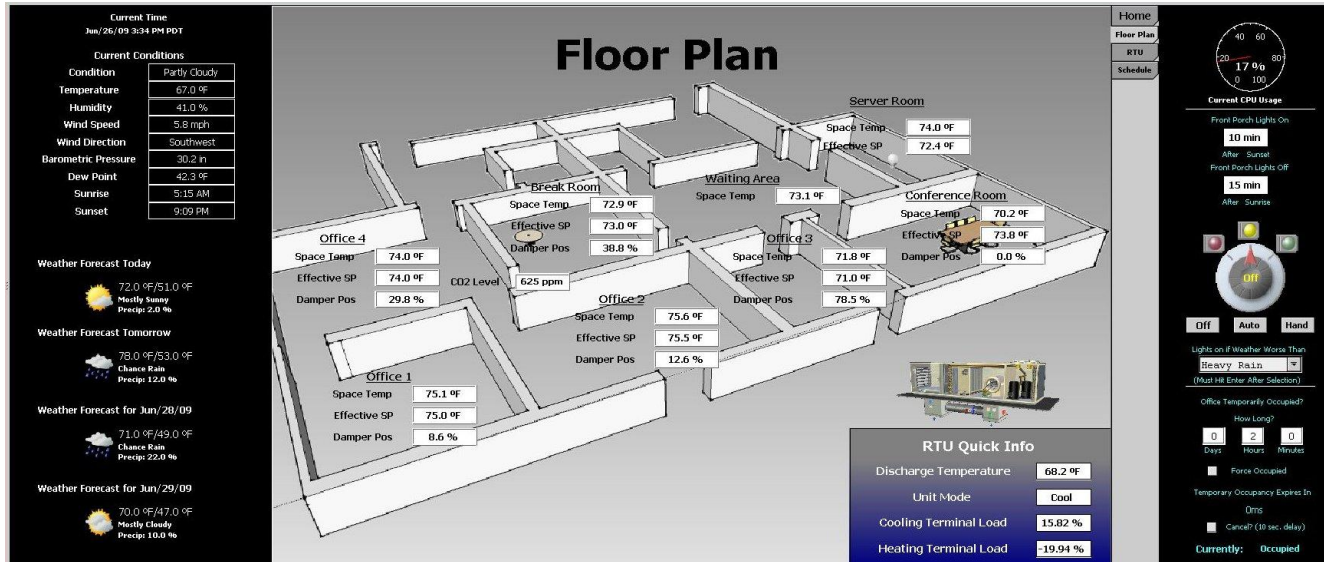 Current Time
Jun/26/09 3:34 PM PDT
Current Conditions
Condition Partly Cloudy
Temperature 67.0 ºF
Humidity 41.0 %
Wind Speed 5.8 mph
Wind Direction Southwest
Barometric Pressure 30.2 in
Dew Point 42.3 ºF
Sunrise 5:15 AM
Sunset 9:09 PM
Weather Forecast Today
72.0 ºF/51.0 ºF
Mostly Sunny
Precip: 2.0 %
Weather Forecast Tomorrow
78.0 ºF/53.0 ºF
Chance Rain
Precip: 12.0 %
Weather Forecast for Jun/28/09
71.0 ºF/49.0 ºF
Chance Rain
Precip: 22.0 %
Weather Forecast for Jun/29/09
70.0 ºF/47.0 ºF
Mostly Cloudy
Precip: 10.0 %
Floor Plan
Server Room
Space Temp 74.0 ºF
Effective SP 72.4 ºF
Waiting Area
Space Temp 73.1 ºF
Break Room
Space Temp 72.9 ºF
Effective SP 73.0 ºF
Damper Pos 38.8 %
Conference Room
Space Temp 70.2 ºF
Effective SP 73.8 ºF
Damper Pos 0.0 %
Office 4
Space Temp 74.0 ºF
Effective SP 74.0 ºF
Damper Pos 29.8 %
CO2 Level 625 ppm
Office 3
Space Temp 71.8 ºF
Effective SP 71.0 ºF
Damper Pos 78.5 %
Office 2
Space Temp 75.6 ºF
Effective SP 75.5 ºF
Damper Pos 12.6 %
Office 1
Space Temp 75.1 ºF
Effective SP 75.0 ºF
Damper Pos 8.6 %
RTU Quick Info
Discharge Temperature 68.2 ºF
Unit Mode Cool
Cooling Terminal Load 15.82 %
Heating Terminal Load -19.94 %
Home
Floor Plan
RTU
Schedule
40 60
20 80
17 %
0 100
Current CPU Usage
Front Porch Lights On
10 min
After Sunset
Front Porch Lights Off
15 min
After Sunrise
Off
Off Auto Hand
Lights on if Weather Worse Than
Heavy Rain
(Must Hit Enter After Selection)
Office Temporarily Occupied?
How Long?
0 2 0
Days Hours Minutes
Force Occupied
Temporary Occupancy Expires In
0ms
Cancel? (10 sec. delay)
Currently: Occupied